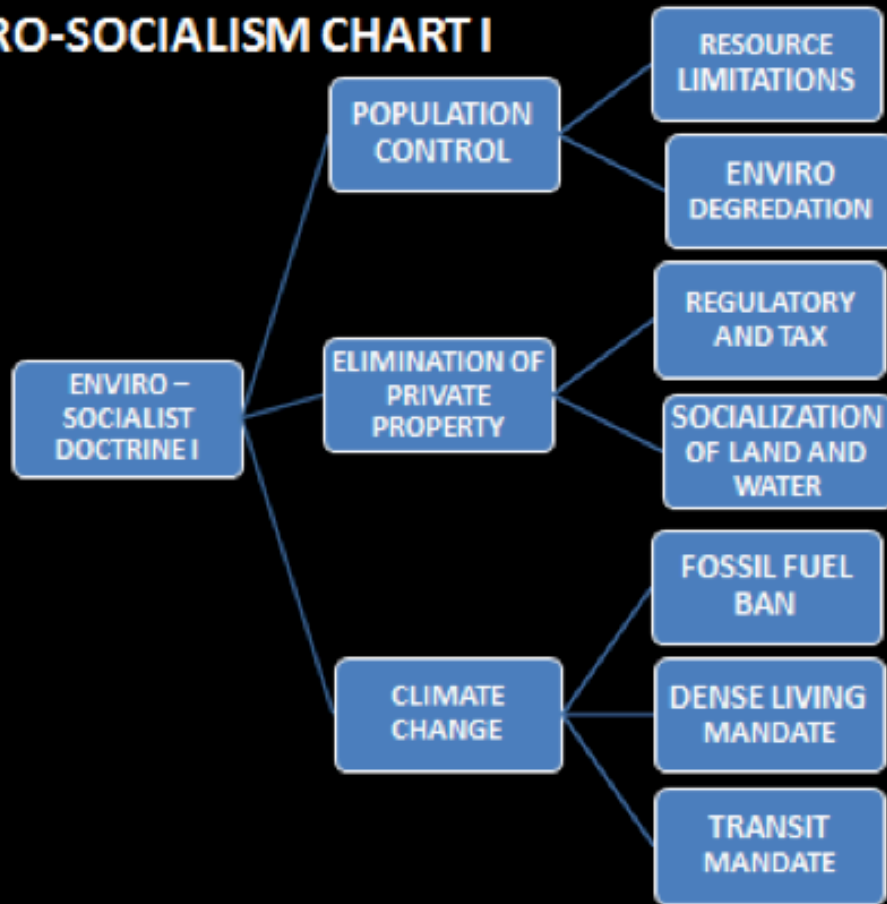 RO-SOCIALISM CHART I
RESOURCE
LIMITATIONS
POPULATION
CONTROL
ENVIRO
DEGREDATION
REGULATORY
AND TAX
ELIMINATION OF
PRIVATE
PROPERTY
ENVIRO –
SOCIALIST
DOCTRINE I
SOCIALIZATION
OF LAND AND
WATER
FOSSIL FUEL
BAN
CLIMATE
CHANGE
DENSE LIVING
MANDATE
TRANSIT
MANDATE